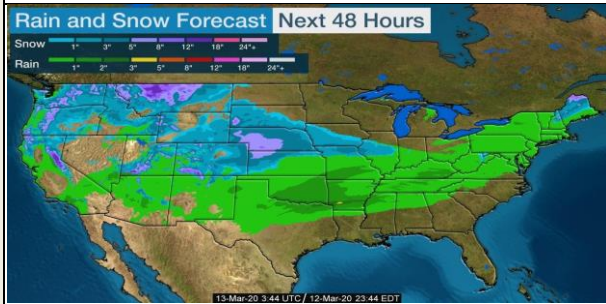 Rain and Snow Forecast Next 48 Hours
Snow
1" 3" 5" 8" 12" 18" 24"+
Rain
1" 2" 3" 5" 8" 12" 18" 24"+
13-Mar-20 3:44 UTC / 12-Mar-20 23:44 EDT